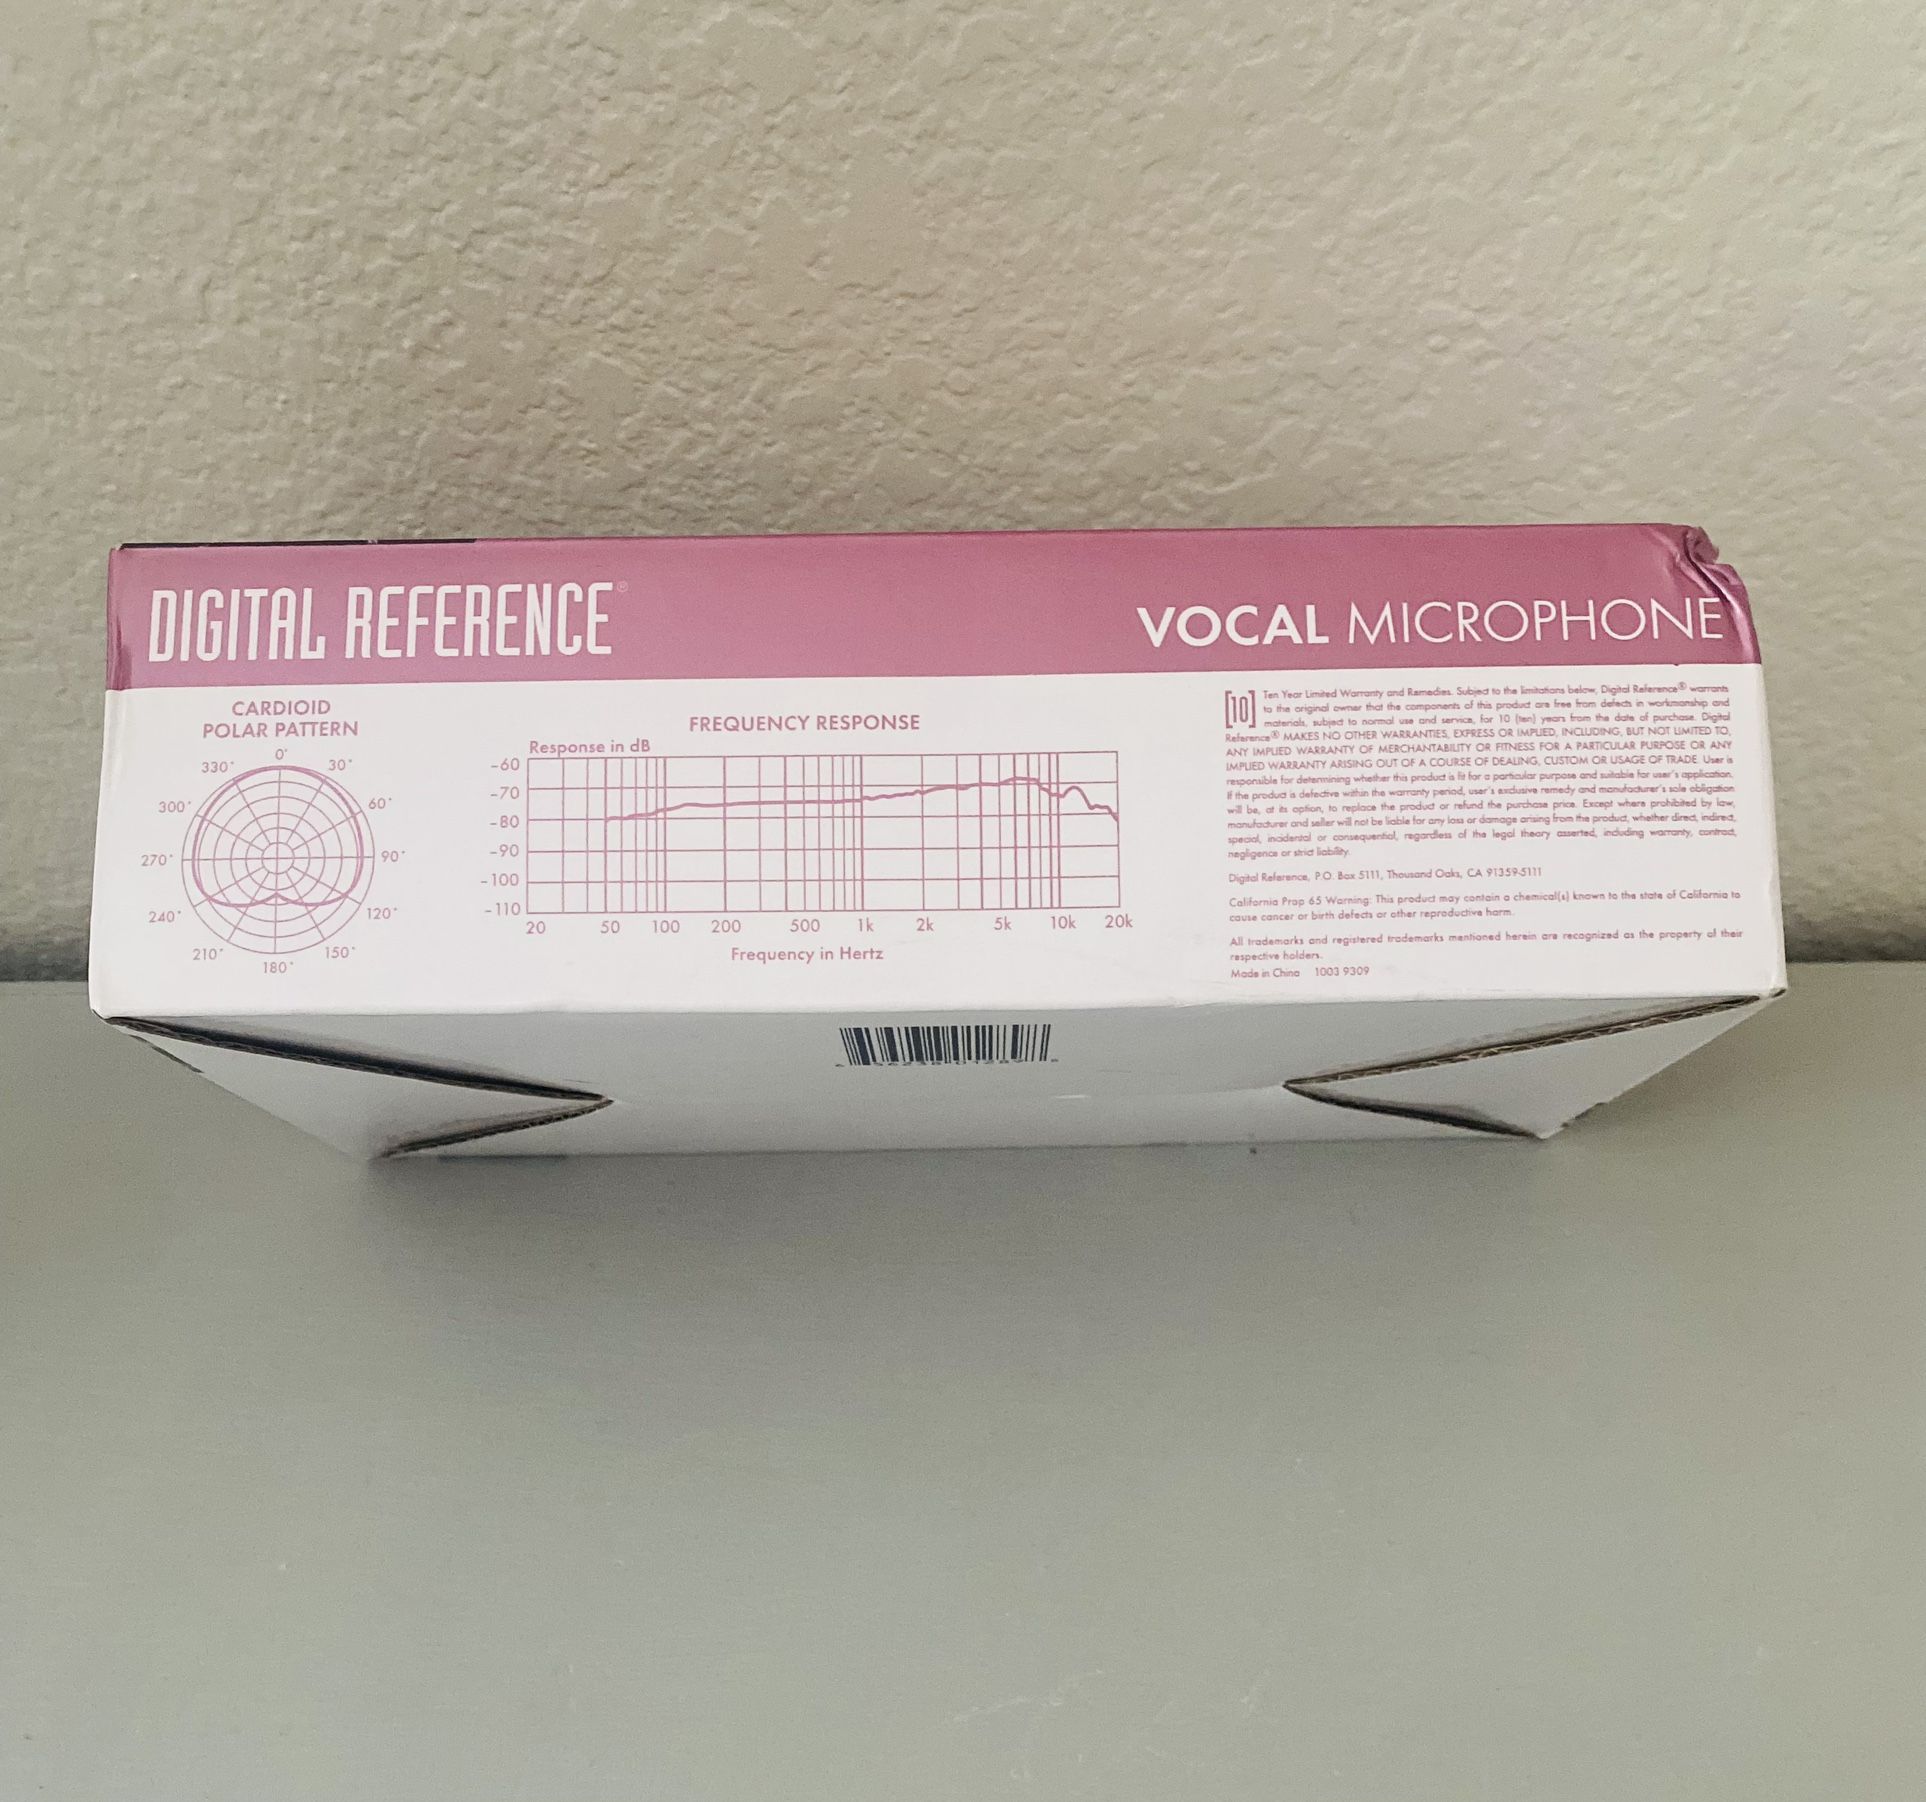 DIGITAL REFERENCE®
VOCAL MICROPHONE
CARDIOID
POLAR PATTERN
0°
30°
60°
90°
120°
150°
180°
210°
240°
270°
300°
330°
FREQUENCY RESPONSE
Response in dB
-60
-70
-80
-90
-100
-110
20 50 100 200 500 1k 2k 5k 10k 20k
Frequency in Hertz
[10] Ten Year Limited Warranty and Remedies. Subject to the limitations below, Digital Reference® warrants
to the original owner that the components of this product are free from defects in workmanship and
materials, subject to normal use and service, for 10 (ten) years from the date of purchase. Digital
Reference® MAKES NO OTHER WARRANTIES, EXPRESS OR IMPLIED, INCLUDING, BUT NOT LIMITED TO,
ANY IMPLIED WARRANTY OF MERCHANTABILITY OR FITNESS FOR A PARTICULAR PURPOSE OR ANY
IMPLIED WARRANTY ARISING OUT OF A COURSE OF DEALING, CUSTOM OR USAGE OF TRADE. User is
responsible for determining whether this product is fit for a particular purpose and suitable for user's application.
If the product is defective within the warranty period, user's exclusive remedy and manufacturer's sole obligation
will be, at its option, to replace the product or refund the purchase price. Except where prohibited by law,
manufacturer and seller will not be liable for any loss or damage arising from the product, whether direct, indirect,
special, incidental or consequential, regardless of the legal theory asserted, including warranty, contract,
negligence or strict liability.
Digital Reference, P.O. Box 5111, Thousand Oaks, CA 91359-5111
California Prop 65 Warning: This product may contain a chemical(s) known to the state of California to
cause cancer or birth defects or other reproductive harm.
All trademarks and registered trademarks mentioned herein are recognized as the property of their
respective holders.
Made in China 1003 9309